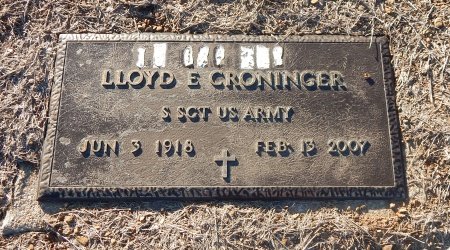 LLOYD E CRONINGER
S SGT US ARMY
JUN 3 1918 FEB 13 2007